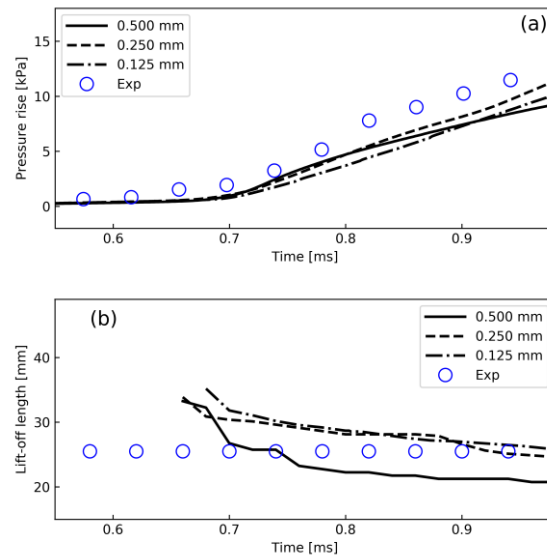 (a)
0.500 mm
0.250 mm
0.125 mm
Exp
Pressure rise [kPa]
15
10
5
0
0.6 0.7 0.8 0.9
Time [ms]
(b)
0.500 mm
0.250 mm
0.125 mm
Exp
Lift-off length [mm]
40
30
20
0.6 0.7 0.8 0.9
Time [ms]